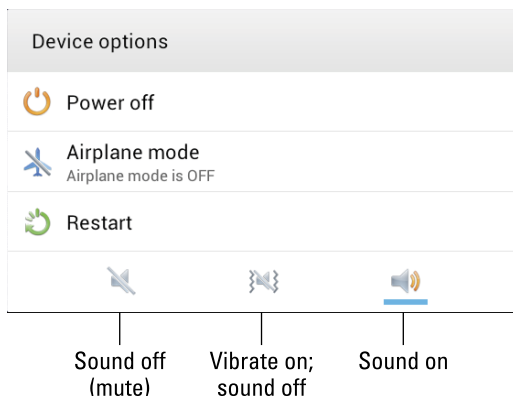 Device options
Power off
Airplane mode
Airplane mode is OFF
Restart
Sound off
(mute)
Vibrate on;
sound off
Sound on